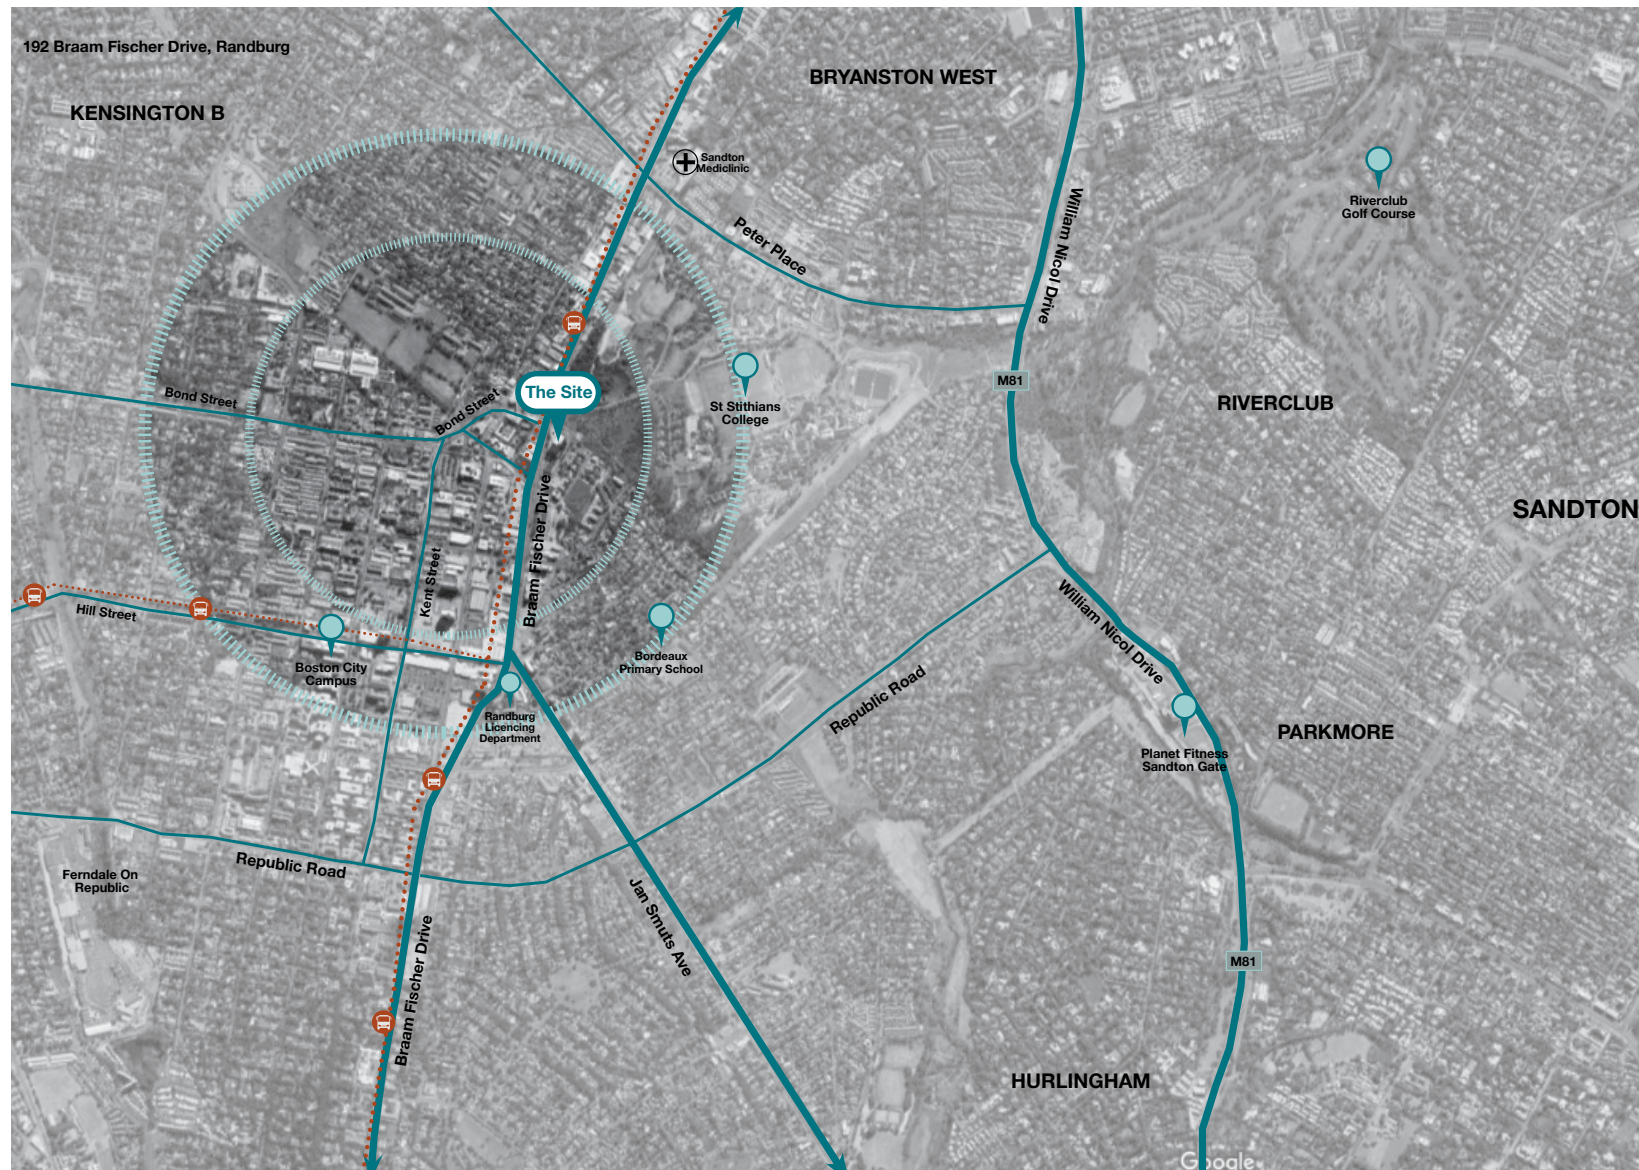 192 Braam Fischer Drive, Randburg
BRYANSTON WEST
KENSINGTON B
Sandton
Mediclinic
Riverclub
Golf Course
William Nicol Drive
Peter Place
M81
The Site
Bond Street
Bond Street
St Stithians
College
RIVERCLUB
SANDTON
Braam Fischer Drive
Kent Street
Hill Street
William Nicol Drive
Boston City
Campus
Bordeaux
Primary School
Republic Road
Randburg
Licencing
Department
PARKMORE
Planet Fitness
Sandton Gate
Republic Road
Ferndale On
Republic
Jan Smuts Ave
Braam Fischer Drive
M81
HURLINGHAM
Google